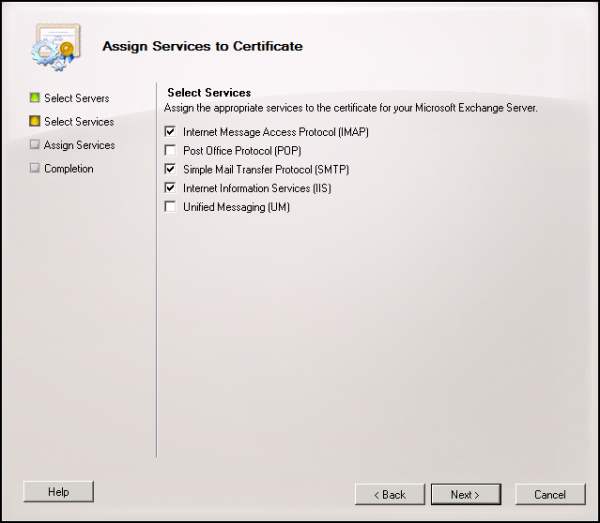 Assign Services to Certificate
Select Servers
Select Services
Assign Services
Completion
Select Services
Assign the appropriate services to the certificate for your Microsoft Exchange Server.
Internet Message Access Protocol (IMAP)
Post Office Protocol (POP)
Simple Mail Transfer Protocol (SMTP)
Internet Information Services (IIS)
Unified Messaging (UM)
Help
< Back
Next >
Cancel